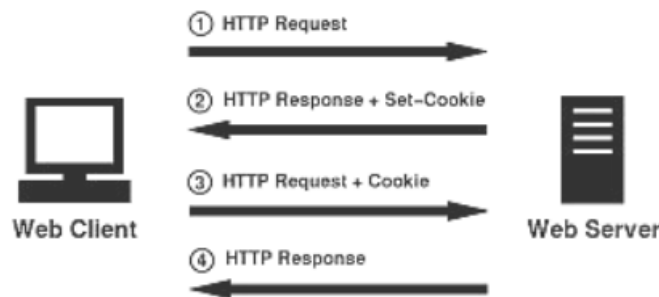 ① HTTP Request
② HTTP Response + Set-Cookie
③ HTTP Request + Cookie
④ HTTP Response
Web Client
Web Server